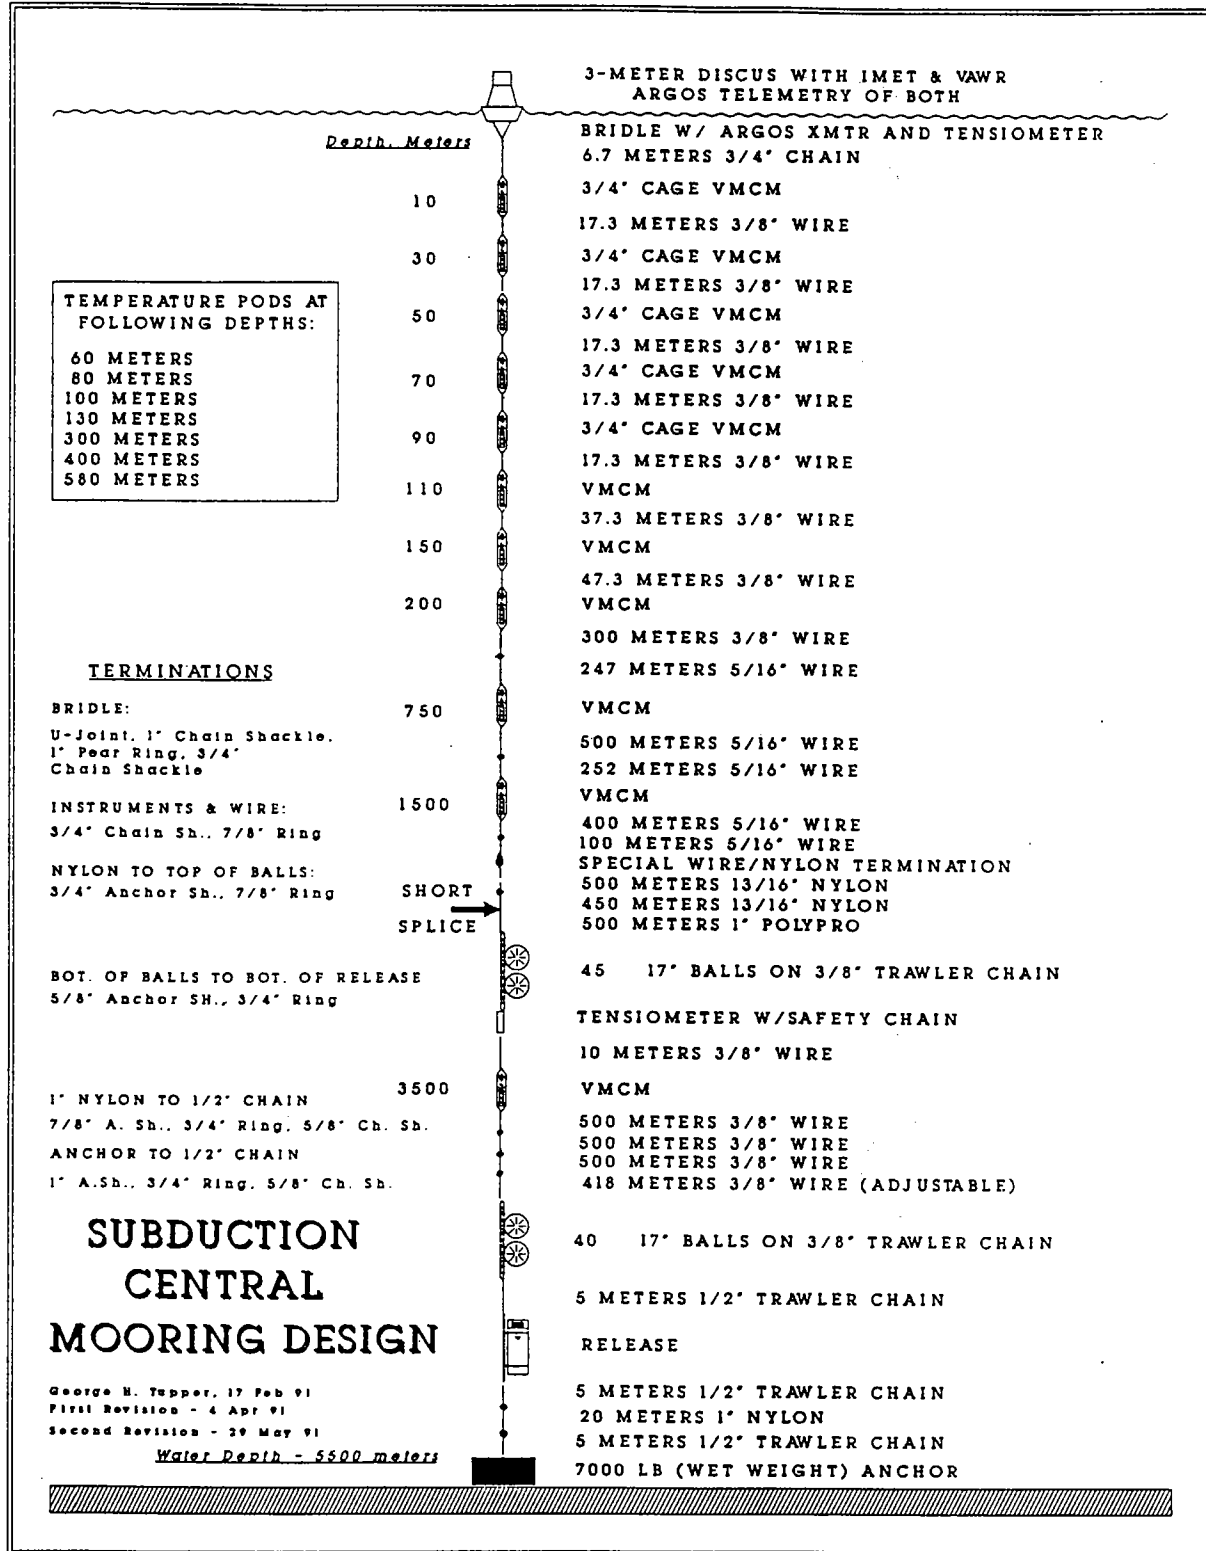 3-METER DISCUS WITH IMET & VAWR
ARGOS TELEMETRY OF BOTH
Depth, Meters
BRIDLE W/ ARGOS XMTR AND TENSIOMETER
6.7 METERS 3/4" CHAIN
10
3/4" CAGE VMCM
17.3 METERS 3/8" WIRE
30
3/4" CAGE VMCM
17.3 METERS 3/8" WIRE
50
3/4" CAGE VMCM
17.3 METERS 3/8" WIRE
70
3/4" CAGE VMCM
17.3 METERS 3/8" WIRE
90
3/4" CAGE VMCM
17.3 METERS 3/8" WIRE
110
VMCM
37.3 METERS 3/8" WIRE
150
VMCM
47.3 METERS 3/8" WIRE
200
VMCM
300 METERS 3/8" WIRE
247 METERS 5/16" WIRE
750
VMCM
500 METERS 5/16" WIRE
252 METERS 5/16" WIRE
1500
VMCM
400 METERS 5/16" WIRE
100 METERS 5/16" WIRE
SPECIAL WIRE/NYLON TERMINATION
500 METERS 13/16" NYLON
450 METERS 13/16" NYLON
SHORT
SPLICE
500 METERS 1" POLYPRO
45 17" BALLS ON 3/8" TRAWLER CHAIN
TENSIOMETER W/SAFETY CHAIN
10 METERS 3/8" WIRE
3500
VMCM
500 METERS 3/8" WIRE
500 METERS 3/8" WIRE
500 METERS 3/8" WIRE
418 METERS 3/8" WIRE (ADJUSTABLE)
40 17" BALLS ON 3/8" TRAWLER CHAIN
5 METERS 1/2" TRAWLER CHAIN
RELEASE
5 METERS 1/2" TRAWLER CHAIN
20 METERS 1" NYLON
5 METERS 1/2" TRAWLER CHAIN
7000 LB (WET WEIGHT) ANCHOR
TEMPERATURE PODS AT
FOLLOWING DEPTHS:
60 METERS
80 METERS
100 METERS
130 METERS
300 METERS
400 METERS
580 METERS
TERMINATIONS
BRIDLE:
U-Joint, 1" Chain Shackle,
1" Pear Ring, 3/4"
Chain Shackle
INSTRUMENTS & WIRE:
3/4" Chain Sh., 7/8" Ring
NYLON TO TOP OF BALLS:
3/4" Anchor Sh., 7/8" Ring
BOT. OF BALLS TO BOT. OF RELEASE
5/8" Anchor SH., 3/4" Ring
1" NYLON TO 1/2" CHAIN
7/8" A. Sh., 3/4" Ring, 5/8" Ch. Sh.
ANCHOR TO 1/2" CHAIN
1" A.Sh., 3/4" Ring, 5/8" Ch. Sh.
SUBDUCTION
CENTRAL
MOORING DESIGN
George H. Tupper, 17 Feb 91
First Revision - 4 Apr 91
Second Revision - 29 May 91
Water Depth - 5500 meters